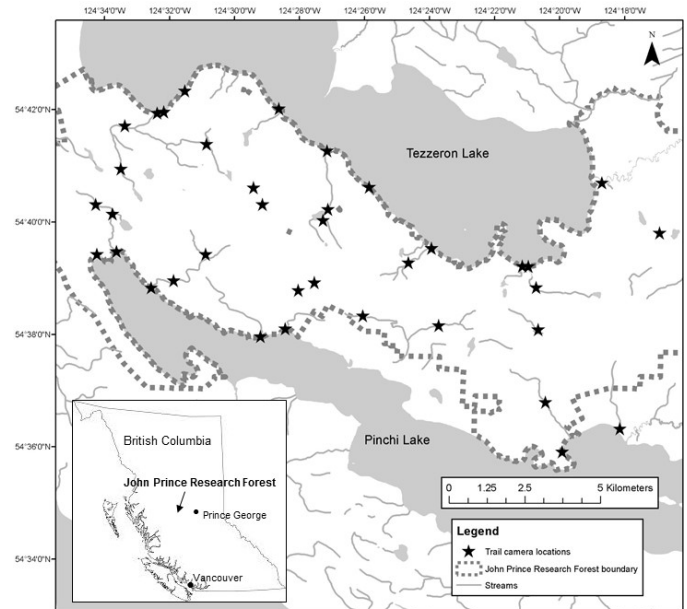 124°34'0"W 124°32'0"W 124°30'0"W 124°28'0"W 124°26'0"W 124°24'0"W 124°22'0"W 124°20'0"W 124°18'0"W
N
54°42'0"N
Tezzeron Lake
54°40'0"N
54°38'0"N
54°36'0"N
Pinchi Lake
British Columbia
John Prince Research Forest
Prince George
Vancouver
0 1.25 2.5 5 Kilometers
54°34'0"N
Legend
Trail camera locations
John Prince Research Forest boundary
Streams